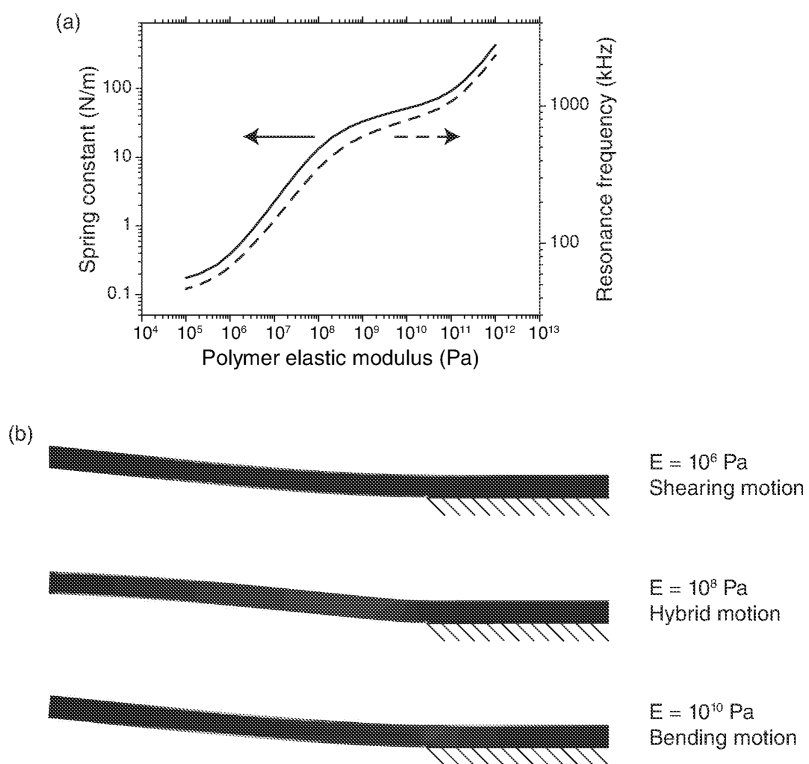 (a)
Spring constant (N/m)
100
10
1
0.1
Resonance frequency (kHz)
1000
100
10⁴ 10⁵ 10⁶ 10⁷ 10⁸ 10⁹ 10¹⁰ 10¹¹ 10¹² 10¹³
Polymer elastic modulus (Pa)
(b)
E = 10⁶ Pa
Shearing motion
E = 10⁸ Pa
Hybrid motion
E = 10¹⁰ Pa
Bending motion